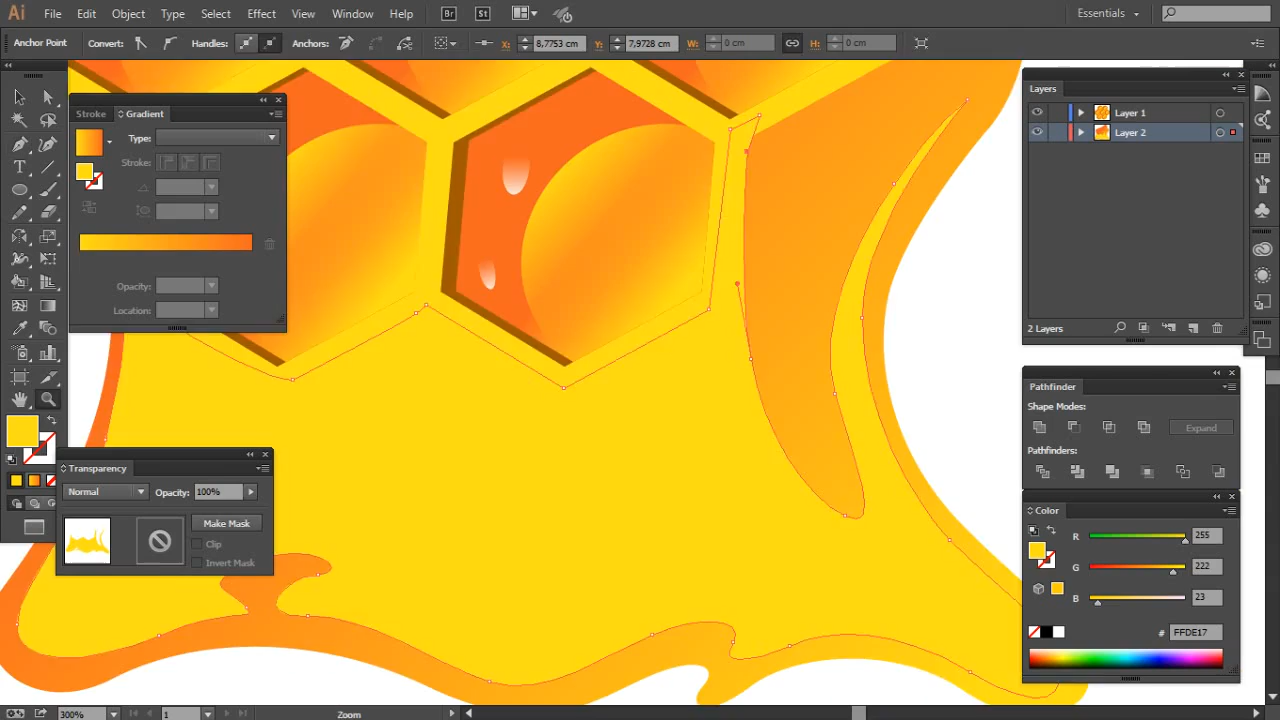 Ai File Edit Object Type Select Effect View Window Help Br St Essentials
Anchor Point Convert: Handles: Anchors: X: 8,7753 cm Y: 7,9728 cm W: 0 cm H: 0 cm
Stroke Gradient
Type:
Stroke:
Opacity:
Location:
Transparency
Normal Opacity: 100%
Make Mask
Clip
Invert Mask
Layers
Layer 1
Layer 2
2 Layers
Pathfinder
Shape Modes:
Expand
Pathfinders:
Color
R 255
G 222
B 23
# FFDE17
300% 1 Zoom